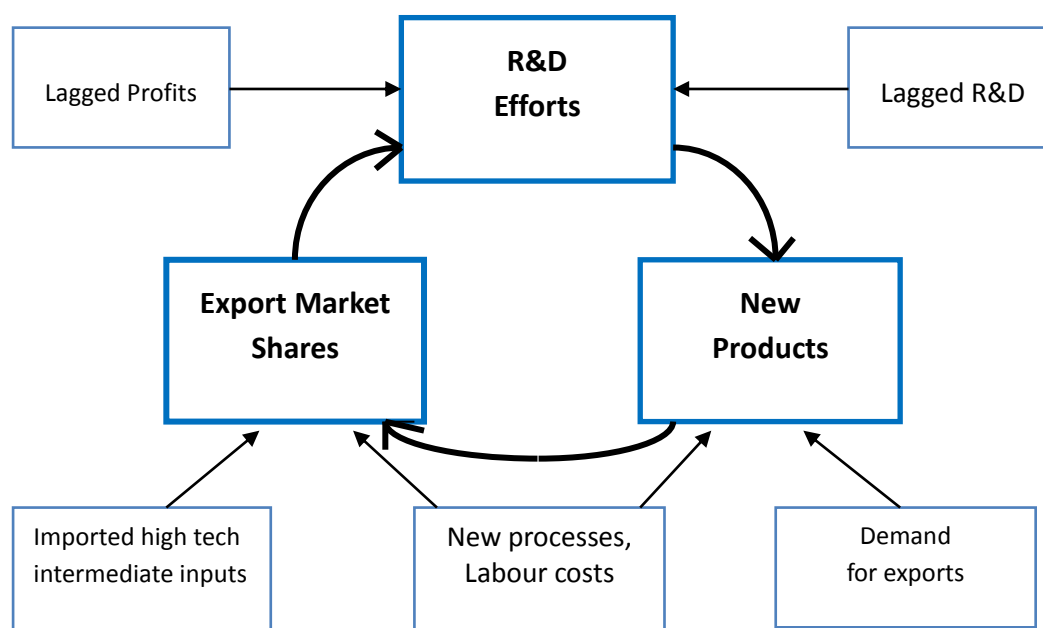 R&D
Efforts
Lagged Profits
Lagged R&D
Export Market
Shares
New
Products
Imported high tech
intermediate inputs
New processes,
Labour costs
Demand
for exports